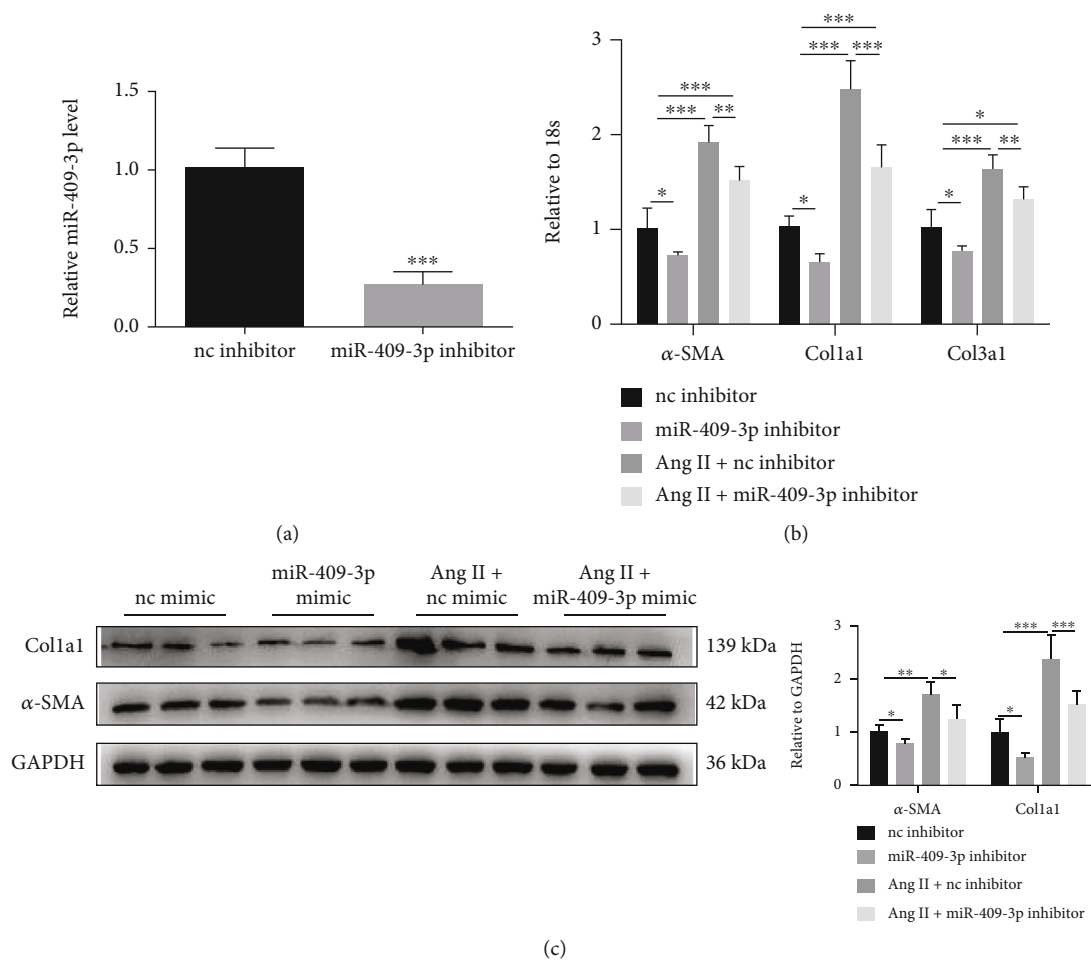 1.5
1.0
0.5
0.0
Relative miR-409-3p level
***
nc inhibitor
miR-409-3p inhibitor
(a)
3
2
1
0
Relative to 18s
*
***
***
**
*
***
***
***
*
***
*
**
α-SMA
Col1a1
Col3a1
nc inhibitor
miR-409-3p inhibitor
Ang II + nc inhibitor
Ang II + miR-409-3p inhibitor
(b)
nc mimic
miR-409-3p
mimic
Ang II +
nc mimic
Ang II +
miR-409-3p mimic
Col1a1
139 kDa
α-SMA
42 kDa
GAPDH
36 kDa
3
2
1
0
Relative to GAPDH
*
**
*
*
***
***
α-SMA
Col1a1
nc inhibitor
miR-409-3p inhibitor
Ang II + nc inhibitor
Ang II + miR-409-3p inhibitor
(c)